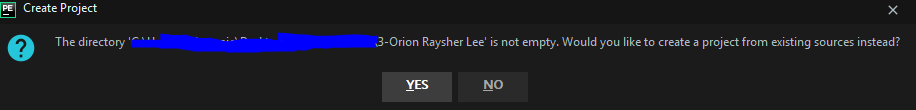 PE Create Project
The directory '\3-Orion Raysher Lee' is not empty. Would you like to create a project from existing sources instead?
YES NO